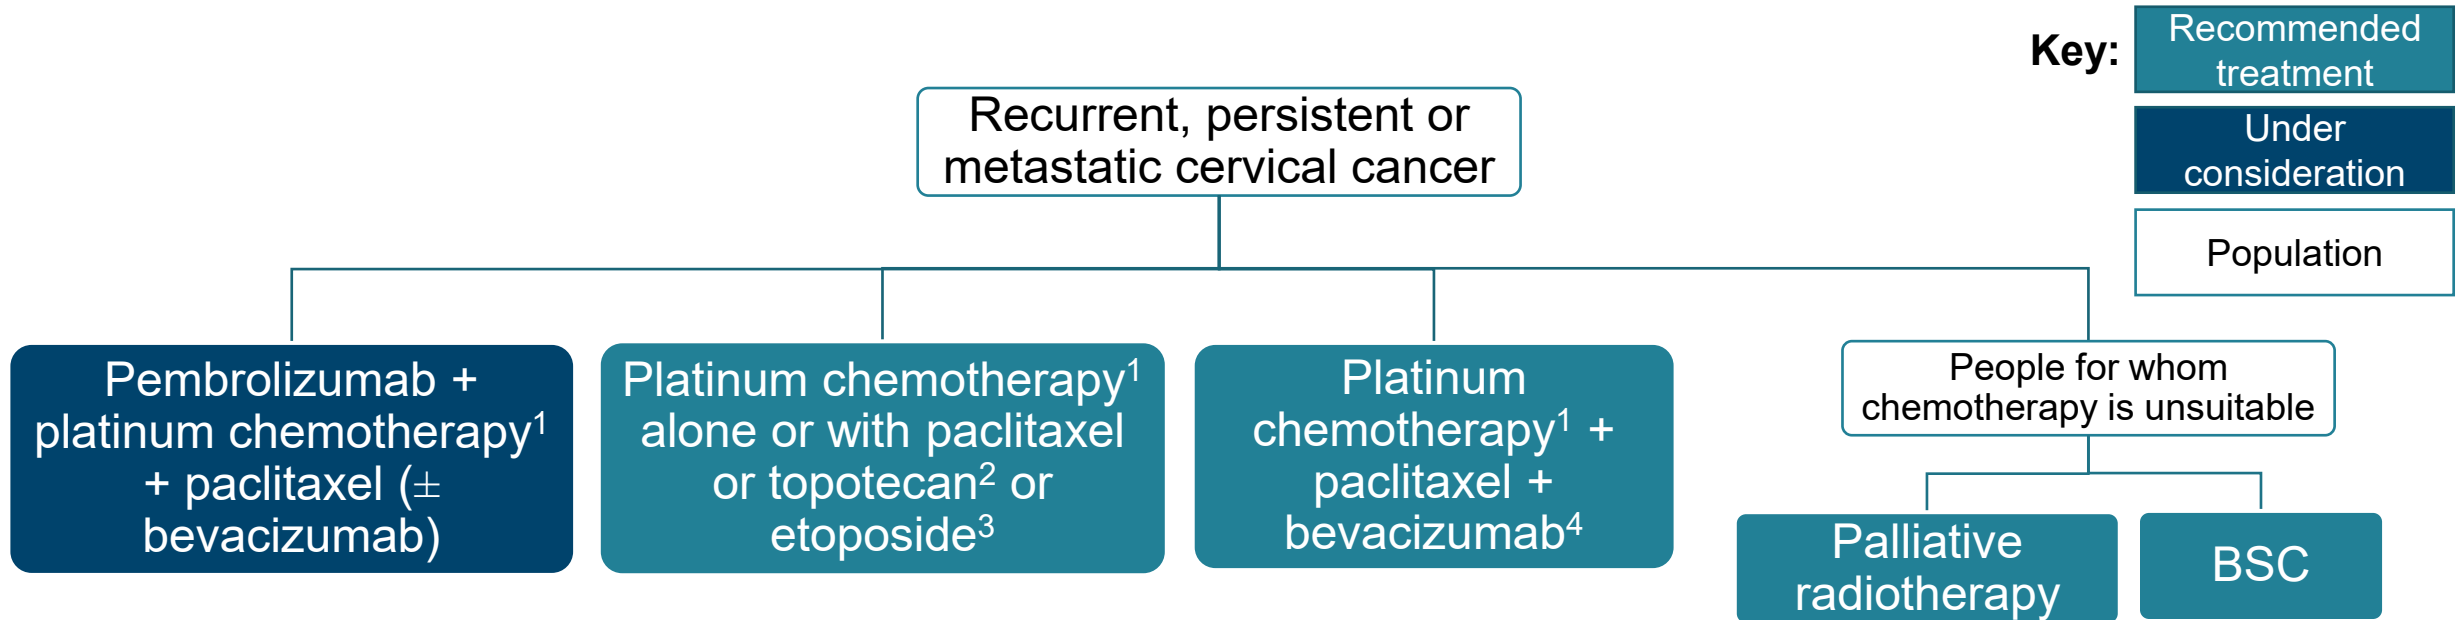 Key:
Recommended
treatment
Under
consideration
Population
Recurrent, persistent or
metastatic cervical cancer
Pembrolizumab +
platinum chemotherapy¹
+ paclitaxel (±
bevacizumab)
Platinum chemotherapy¹
alone or with paclitaxel
or topotecan² or
etoposide³
Platinum
chemotherapy¹ +
paclitaxel +
bevacizumab⁴
People for whom
chemotherapy is unsuitable
Palliative
radiotherapy
BSC